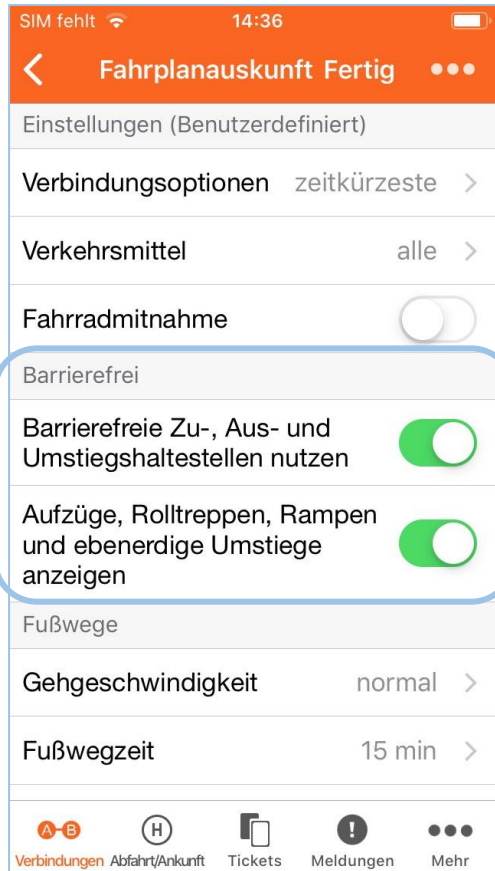 SIM fehlt 14:36
Fahrplanauskunft Fertig
Einstellungen (Benutzerdefiniert)
Verbindungsoptionen zeitkürzeste
Verkehrsmittel alle
Fahrradmitnahme
Barrierefrei
Barrierefreie Zu-, Aus- und
Umstiegshaltestellen nutzen
Aufzüge, Rolltreppen, Rampen
und ebenerdige Umstiege
anzeigen
Fußwege
Gehgeschwindigkeit normal
Fußwegzeit 15 min
A-B H
Verbindungen Abfahrt/Ankunft Tickets Meldungen Mehr